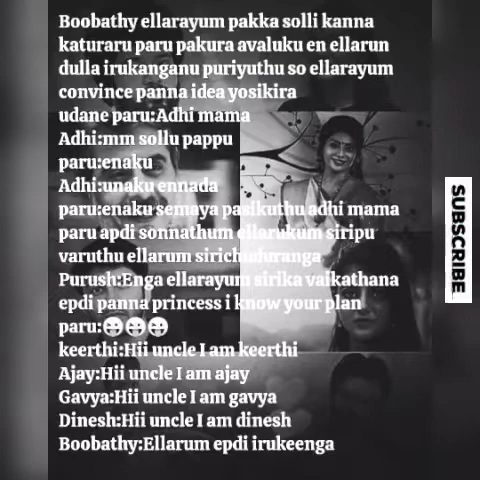 Boobathy ellarayum pakka solli kanna
katuraru paru pakura avaluku en ellarun
dulla irukanganu puriyuthu so ellarayum
convince panna idea yosikira
udane paru:Adhi mama
Adhi:mm sollu pappu
paru:enaku
Adhi:unaku ennada
paru:enaku semaya pasikuthu adhi mama
paru apdi sonnathum ellarukum siripu
varuthu ellarum sirichuduranga
Purush:Enga ellarayum sirika vaikathana
epdi panna princess i know your plan
paru:😁😁😁
keerthi:Hii uncle I am keerthi
Ajay:Hii uncle I am ajay
Gavya:Hii uncle I am gavya
Dinesh:Hii uncle I am dinesh
Boobathy:Ellarum epdi irukeenga
SUBSCRIBE